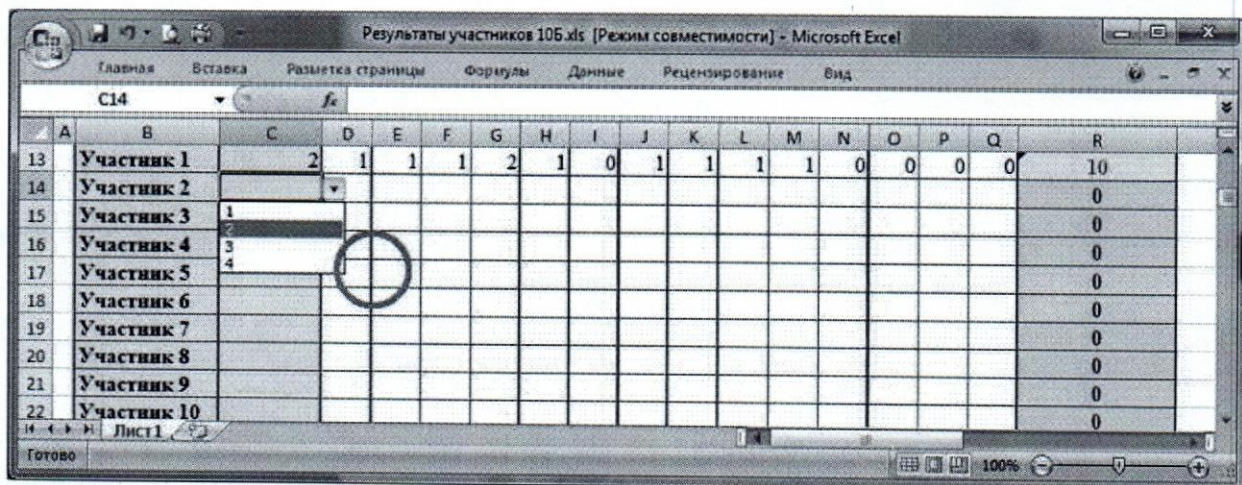 Результаты участников 10Б.xls [Режим совместимости] - Microsoft Excel
Главная Вставка Разметка страницы Формулы Данные Рецензирование Вид
C14 fx
A B C D E F G H I J K L M N O P Q R
13 Участник 1 2 1 1 1 2 1 0 1 1 1 1 0 0 0 0 10
14 Участник 2 0
15 Участник 3 1 0
2
16 Участник 4 3 0
17 Участник 5 4 0
18 Участник 6 0
19 Участник 7 0
20 Участник 8 0
21 Участник 9 0
22 Участник 10 0
Лист1
Готово 100%